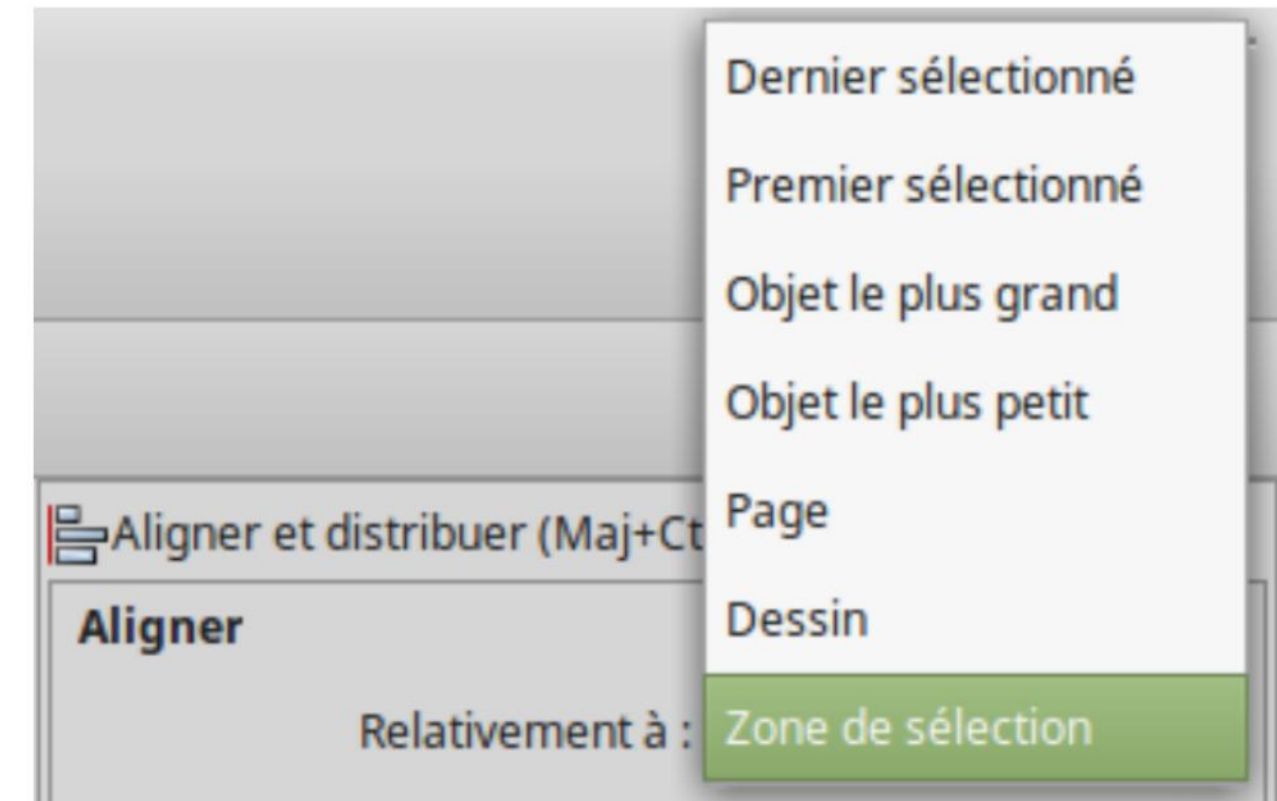 Dernier sélectionné
Premier sélectionné
Objet le plus grand
Objet le plus petit
Page
Dessin
Zone de sélection
Aligner et distribuer (Maj+Ct
Aligner
Relativement à :